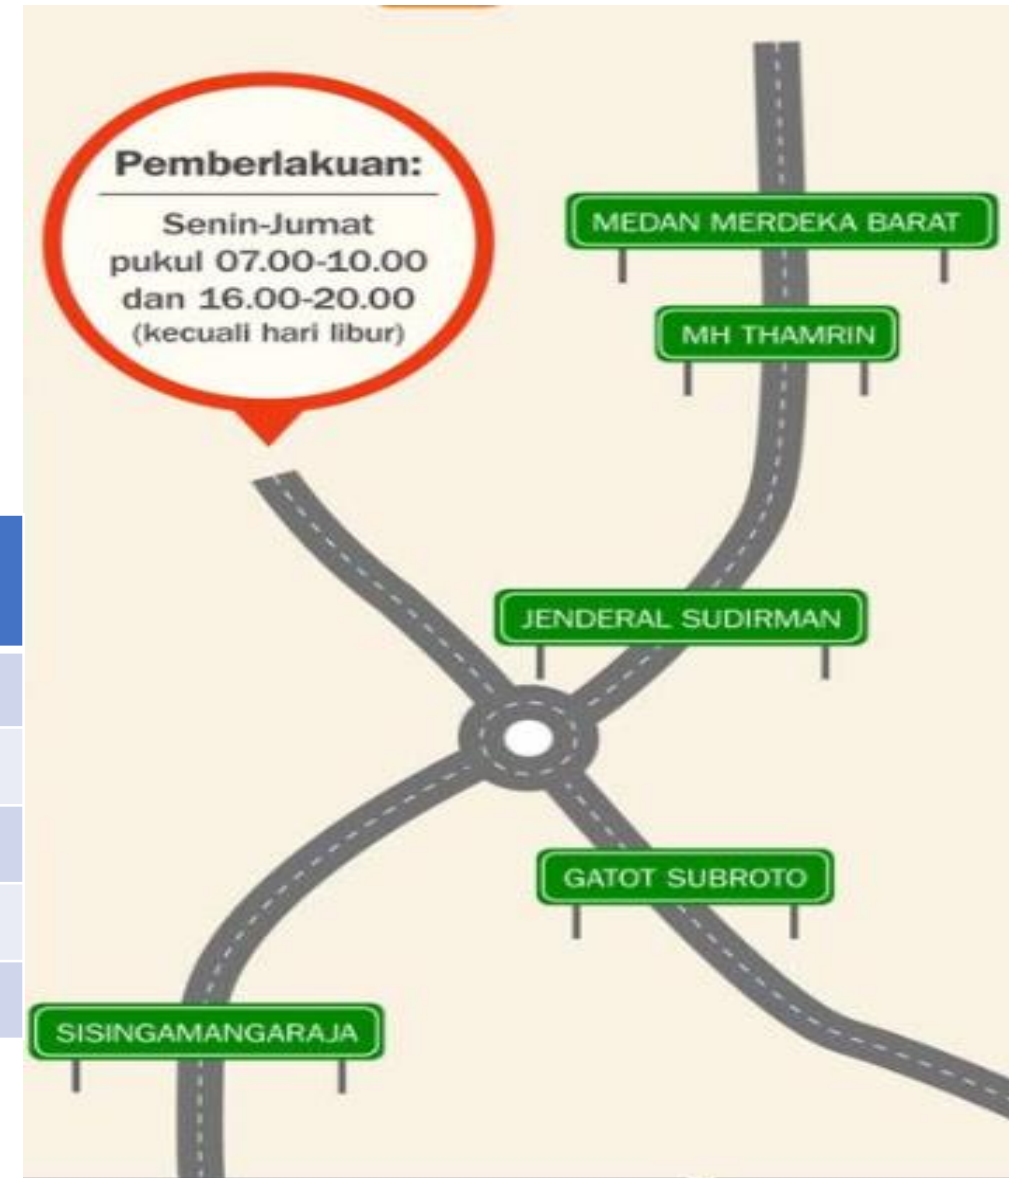 Pemberlakuan:
Senin-Jumat
pukul 07.00-10.00
dan 16.00-20.00
(kecuali hari libur)
MEDAN MERDEKA BARAT
MH THAMRIN
JENDERAL SUDIRMAN
GATOT SUBROTO
SISINGAMANGARAJA